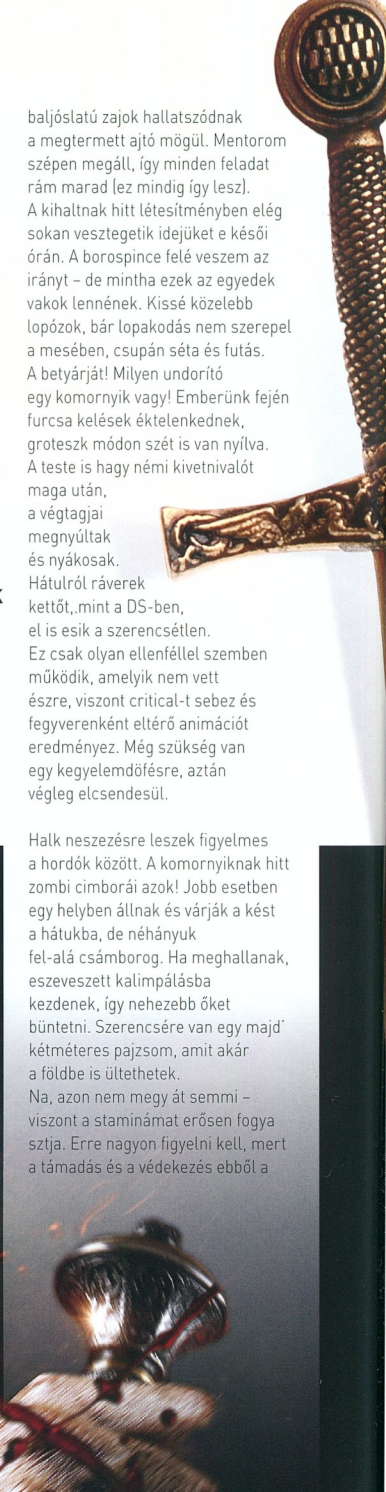 baljóslatú zajok hallatszódnak
a megtermett ajtó mögül. Mentorom
szépen megáll, így minden feladat
rám marad (ez mindig így lesz).
A kihaltnak hitt létesítményben elég
sokan vesztegetik idejüket e késői
órán. A borospince felé veszem az
irányt – de mintha ezek az egyedek
vakok lennének. Kissé közelebb
lopózok, bár lopakodás nem szerepel
a mesében, csupán séta és futás.
A betyárját! Milyen undorító
egy komornyik vagy! Emberünk fején
furcsa kelések éktelenkednek,
groteszk módon szét is van nyílva.
A teste is hagy némi kivetnivalót
maga után,
a végtagjai
megnyúltak
és nyákosak.
Hátulról ráverek
kettőt,.mint a DS-ben,
el is esik a szerencsétlen.
Ez csak olyan ellenféllel szemben
működik, amelyik nem vett
észre, viszont critical-t sebez és
fegyverenként eltérő animációt
eredményez. Még szükség van
egy kegyelemdöfésre, aztán
végleg elcsendesül.

Halk neszezésre leszek figyelmes
a hordók között. A komornyiknak hitt
zombi cimborái azok! Jobb esetben
egy helyben állnak és várják a kést
a hátukba, de néhányuk
fel-alá csámborog. Ha meghallanak,
eszeveszett kalimpálásba
kezdenek, így nehezebb őket
büntetni. Szerencsére van egy majd'
kétméteres pajzsom, amit akár
a földbe is ültethetek.
Na, azon nem megy át semmi –
viszont a staminámat erősen fogya
sztja. Erre nagyon figyelni kell, mert
a támadás és a védekezés ebből a